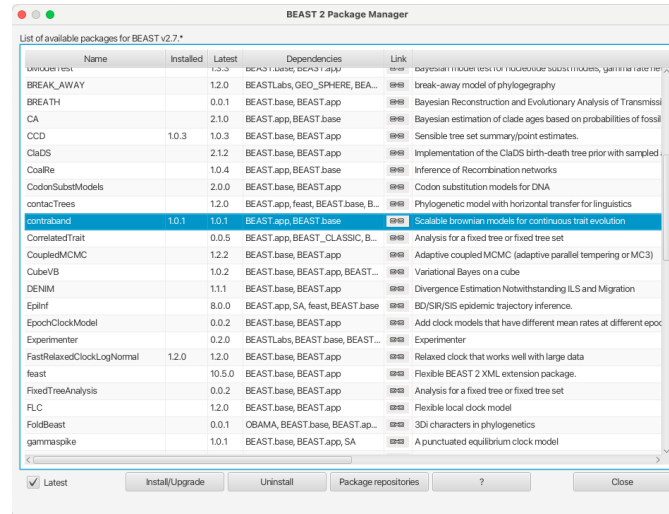 BEAST 2 Package Manager
List of available packages for BEAST v2.7.*
Name Installed Latest Dependencies Link
1.3.3 BEAST.base, BEAST.app Bayesian model test for nucleotide subst models, gamma rate
BREAK_AWAY 1.2.0 BEASTLabs, GEO_SPHERE, BEA... break-away model of phylogegraphy
BREATH 0.0.1 BEAST.base, BEAST.app Bayesian Reconstruction and Evolutionary Analysis of Transmissi
CA 2.1.0 BEAST.app, BEAST.base Bayesian estimation of clade ages based on probabilities of fossil
CCD 1.0.3 1.0.3 BEAST.base, BEAST.app Sensible tree set summary/point estimates.
ClaDS 2.1.2 BEAST.base, BEAST.app Implementation of the ClaDS birth-death tree prior with sampled
CoalRe 1.0.4 BEAST.app, BEAST.base Inference of Recombination networks
CodonSubstModels 2.0.0 BEAST.base, BEAST.app Codon substitution models for DNA
contacTrees 1.2.0 BEAST.app, feast, BEAST.base, B... Phylogenetic model with horizontal transfer for linguistics
contraband 1.0.1 1.0.1 BEAST.app, BEAST.base Scalable brownian models for continuous trait evolution
CorrelatedTrait 0.0.5 BEAST.app, BEAST_CLASSIC, B... Analysis for a fixed tree or fixed tree set
CoupledMCMC 1.2.2 BEAST.base, BEAST.app Adaptive coupled MCMC (adaptive parallel tempering or MC3)
CubeVB 1.0.2 BEAST.base, BEAST.app, BEAST... Variational Bayes on a cube
DENIM 1.1.1 BEAST.base, BEAST.app Divergence Estimation Notwithstanding ILS and Migration
EpiInf 8.0.0 BEAST.app, SA, feast, BEAST.base BD/SIR/SIS epidemic trajectory inference.
EpochClockModel 0.0.2 BEAST.base, BEAST.app Add clock models that have different mean rates at different epoc
Experimenter 0.2.0 BEASTLabs, BEAST.base, BEAST... Experimenter
FastRelaxedClockLogNormal 1.2.0 1.2.0 BEAST.base, BEAST.app Relaxed clock that works well with large data
feast 10.5.0 BEAST.base, BEAST.app Flexible BEAST 2 XML extension package.
FixedTreeAnalysis 0.0.2 BEAST.base, BEAST.app Analysis for a fixed tree or fixed tree set
FLC 1.2.0 BEAST.base, BEAST.app Flexible local clock model
FoldBeast 0.0.1 OBAMA, BEAST.base, BEAST.ap... 3Di characters in phylogenetics
gammaspike 1.0.1 BEAST.base, BEAST.app, SA A punctuated equilibrium clock model
Latest Install/Upgrade Uninstall Package repositories ? Close